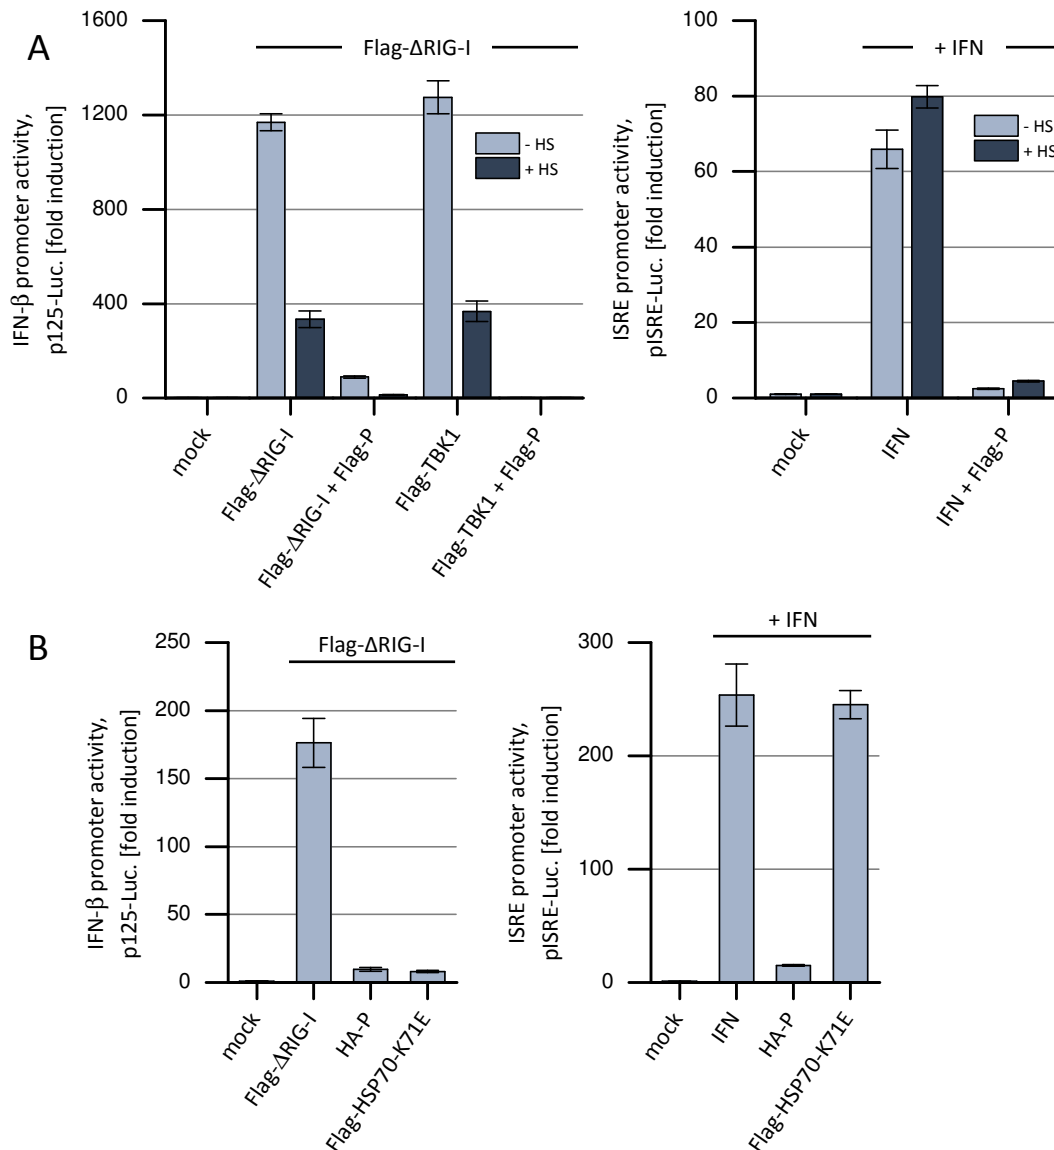 A
Flag-ΔRIG-I
IFN-β promoter activity,
p125-Luc. [fold induction]
1600
1200
800
400
0
- HS
+ HS
mock
Flag-ΔRIG-I
Flag-ΔRIG-I + Flag-P
Flag-TBK1
Flag-TBK1 + Flag-P
+ IFN
ISRE promoter activity,
pISRE-Luc. [fold induction]
100
80
60
40
20
0
- HS
+ HS
mock
IFN
IFN + Flag-P
B
Flag-ΔRIG-I
IFN-β promoter activity,
p125-Luc. [fold induction]
250
200
150
100
50
0
mock
Flag-ΔRIG-I
HA-P
Flag-HSP70-K71E
+ IFN
ISRE promoter activity,
pISRE-Luc. [fold induction]
300
200
100
0
mock
IFN
HA-P
Flag-HSP70-K71E